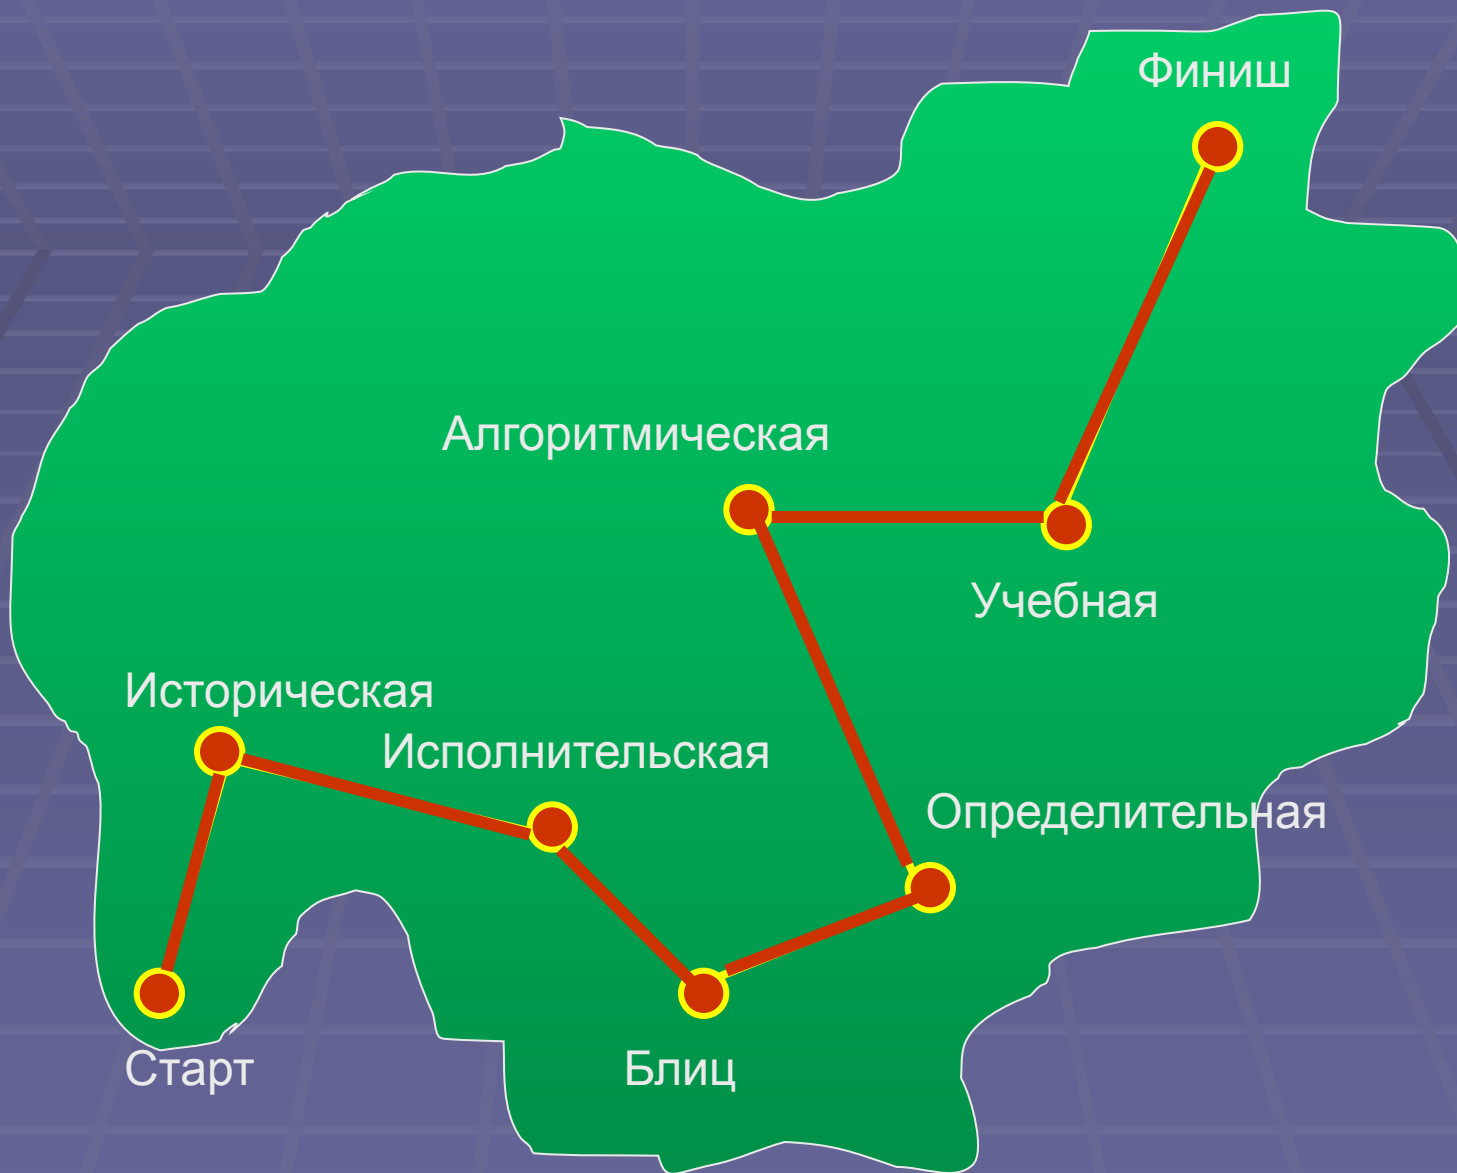 Финиш
Алгоритмическая
Учебная
Историческая
Исполнительская
Определительная
Старт
Блиц